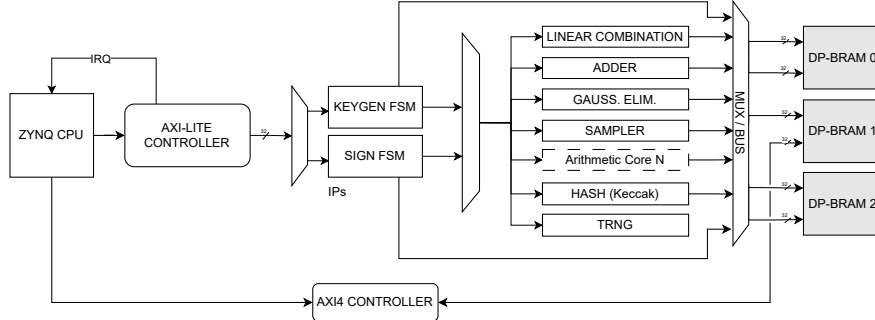 IRQ
ZYNQ CPU
AXI-LITE
CONTROLLER
32
KEYGEN FSM
SIGN FSM
IPs
LINEAR COMBINATION
ADDER
GAUSS. ELIM.
SAMPLER
Arithmetic Core N
HASH (Keccak)
TRNG
MUX / BUS
32
32
32
32
32
32
DP-BRAM 0
DP-BRAM 1
DP-BRAM 2
AXI4 CONTROLLER